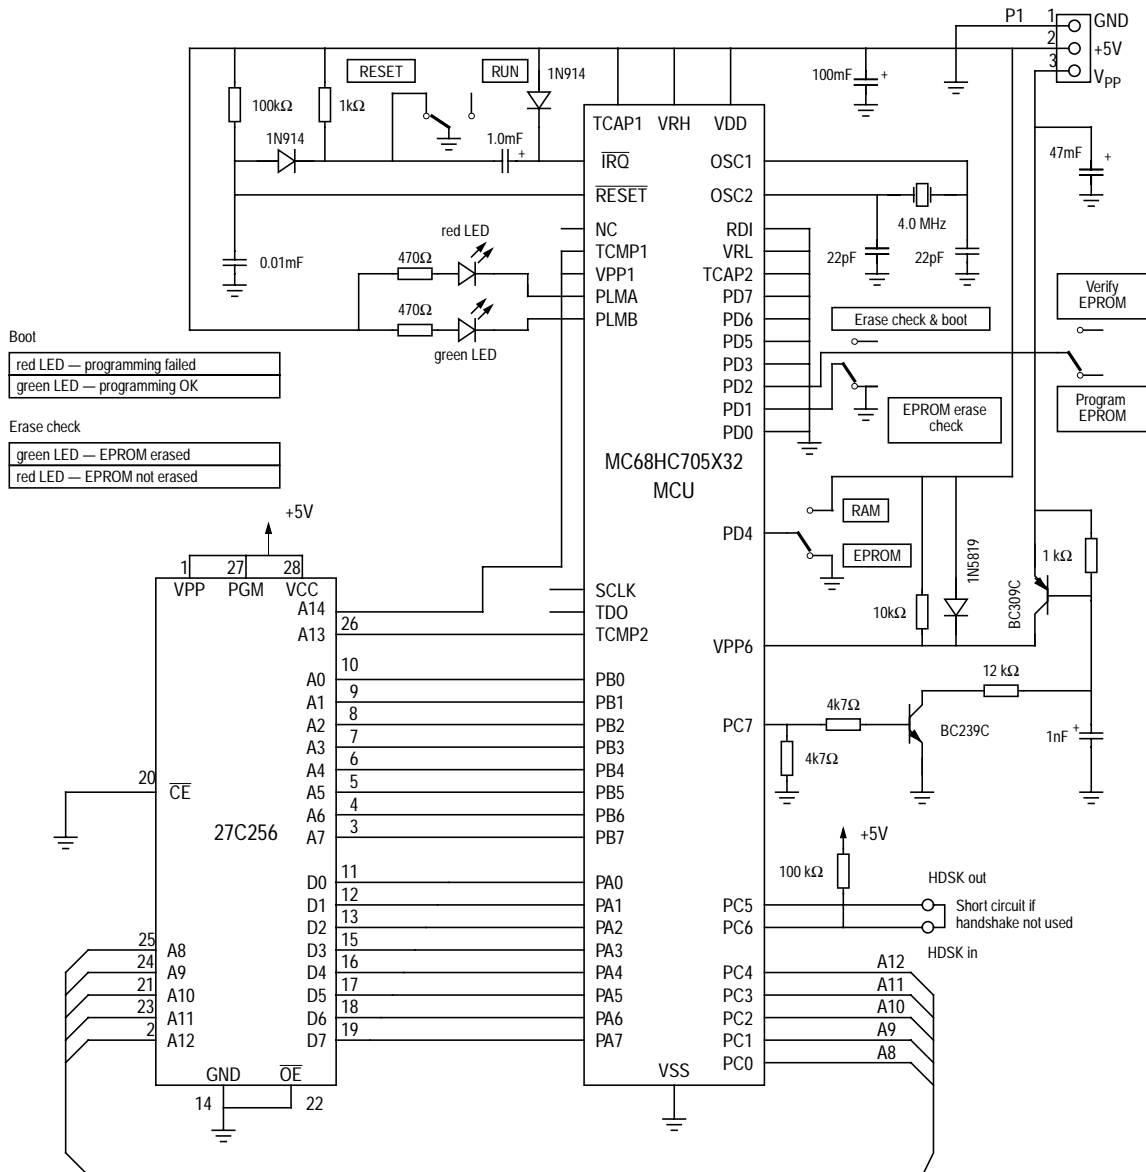 P1
1 GND
2 +5V
3 VPP
RESET
RUN
1N914
100mF +
100kΩ
1kΩ
1N914
1.0mF
+
47mF +
TCAP1 VRH VDD
IRQ
OSC1
RESET
OSC2
4.0 MHz
NC
RDI
red LED
TCMP1
VRL
0.01mF
470Ω
VPP1
TCAP2
22pF
22pF
PLMA
PD7
470Ω
PLMB
PD6
green LED
PD5
Erase check & boot
Verify
EPROM
PD3
PD2
PD1
PD0
EPROM erase
check
Program
EPROM
Boot
red LED — programming failed
green LED — programming OK
Erase check
green LED — EPROM erased
red LED — EPROM not erased
MC68HC705X32
MCU
+5V
PD4
RAM
EPROM
1N5819
1 kΩ
BC309C
10kΩ
1 27 28
VPP PGM VCC
A14
SCLK
TDO
A13 26 TCMP2
VPP6
A0 10 PB0
A1 9 PB1
A2 8 PB2
A3 7 PB3
A4 6 PB4
A5 5 PB5
A6 4 PB6
A7 3 PB7
12 kΩ
PC7
4k7Ω
4k7Ω
BC239C
1nF +
20 CE
27C256
+5V
100 kΩ
D0 11 PA0
D1 12 PA1
D2 13 PA2
D3 15 PA3
D4 16 PA4
D5 17 PA5
D6 18 PA6
D7 19 PA7
HDSK out
PC5
PC6
Short circuit if
handshake not used
HDSK in
25 A8
24 A9
21 A10
23 A11
2 A12
PC4 A12
PC3 A11
PC2 A10
PC1 A9
PC0 A8
GND OE
14 22
VSS